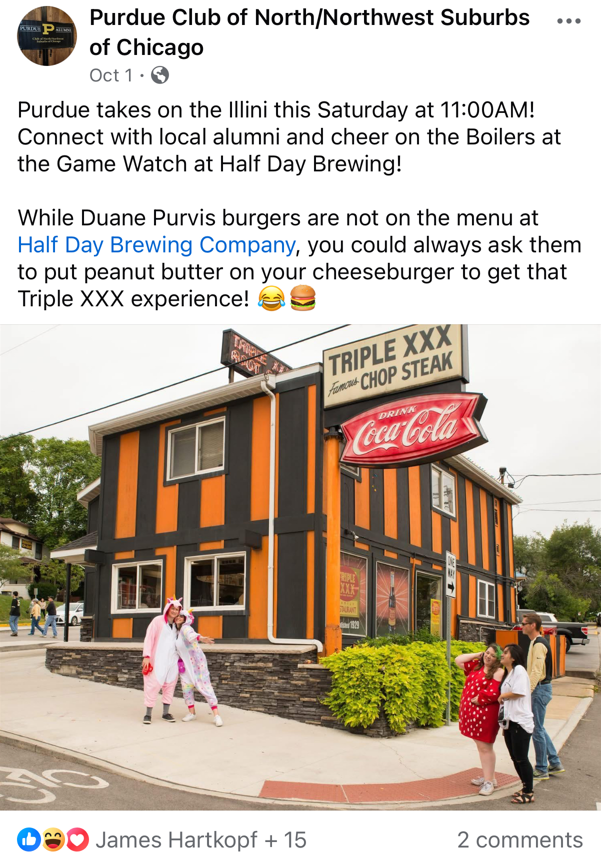 Purdue Club of North/Northwest Suburbs
of Chicago
Oct 1 ·
Purdue takes on the Illini this Saturday at 11:00AM!
Connect with local alumni and cheer on the Boilers at
the Game Watch at Half Day Brewing!
While Duane Purvis burgers are not on the menu at
Half Day Brewing Company, you could always ask them
to put peanut butter on your cheeseburger to get that
Triple XXX experience! 😂🍔
TRIPLE XXX
Famous CHOP STEAK
DRINK
Coca-Cola
ONE WAY
James Hartkopf + 15
2 comments